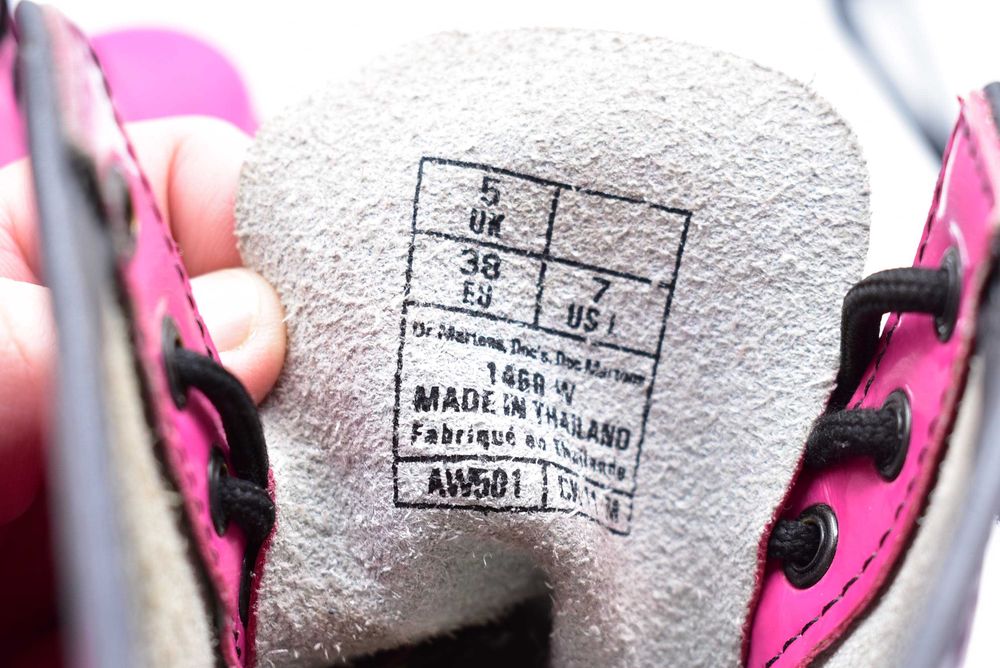 5
UK
38
EU
7
US L
Dr. Martens, Doc's, Doc Martens
1460 W
MADE IN THAILAND
Fabriqué en Thaïlande
AW501